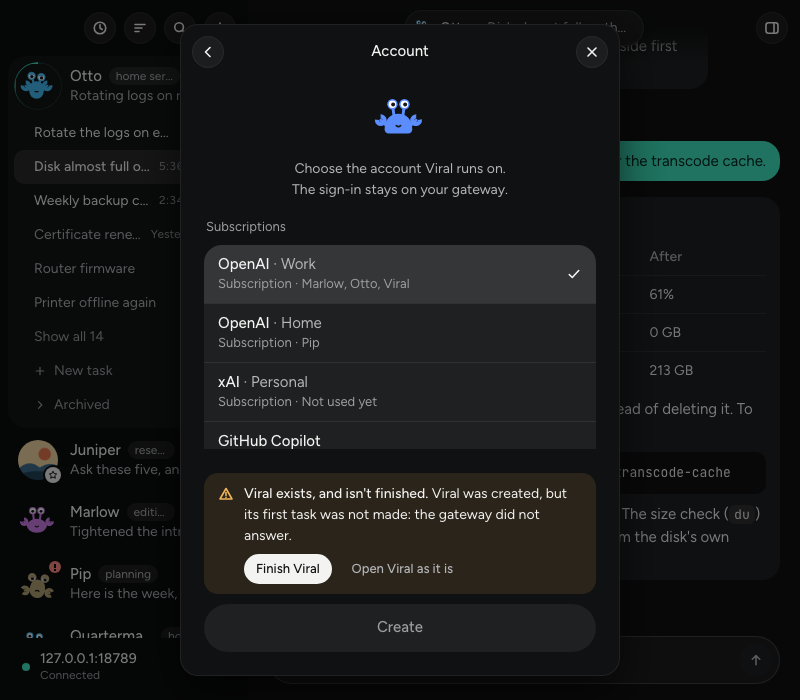 Account
Choose the account Viral runs on.
The sign-in stays on your gateway.
Subscriptions
OpenAI · Work
Subscription · Marlow, Otto, Viral
OpenAI · Home
Subscription · Pip
xAI · Personal
Subscription · Not used yet
GitHub Copilot
Viral exists, and isn't finished. Viral was created, but
its first task was not made: the gateway did not
answer.
Finish Viral
Open Viral as it is
Create
Otto
home ser...
Rotating logs on
Rotate the logs on e...
Disk almost full o...
5:36
Weekly backup c...
2:34
Certificate rene...
Yeste
Router firmware
Printer offline again
Show all 14
+ New task
Archived
Juniper
rese...
Ask these five, an
Marlow
editi...
Tightened the intr
Pip
planning
Here is the week,
Quarterma
ho
127.0.0.1:18789
Connected
side first
the transcode cache.
After
61%
0 GB
213 GB
ead of deleting it. To
transcode-cache
The size check ( du )
m the disk's own